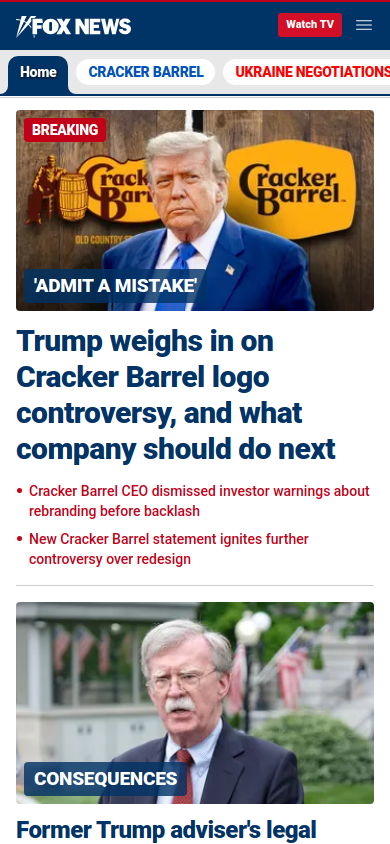 FOX NEWS
Watch TV
Home
CRACKER BARREL
UKRAINE NEGOTIATIONS
BREAKING
Cracker
Barr
OLD COUNTRY
Cracker
Barrel
'ADMIT A MISTAKE'
Trump weighs in on
Cracker Barrel logo
controversy, and what
company should do next
• Cracker Barrel CEO dismissed investor warnings about
rebranding before backlash
• New Cracker Barrel statement ignites further
controversy over redesign
CONSEQUENCES
Former Trump adviser's legal